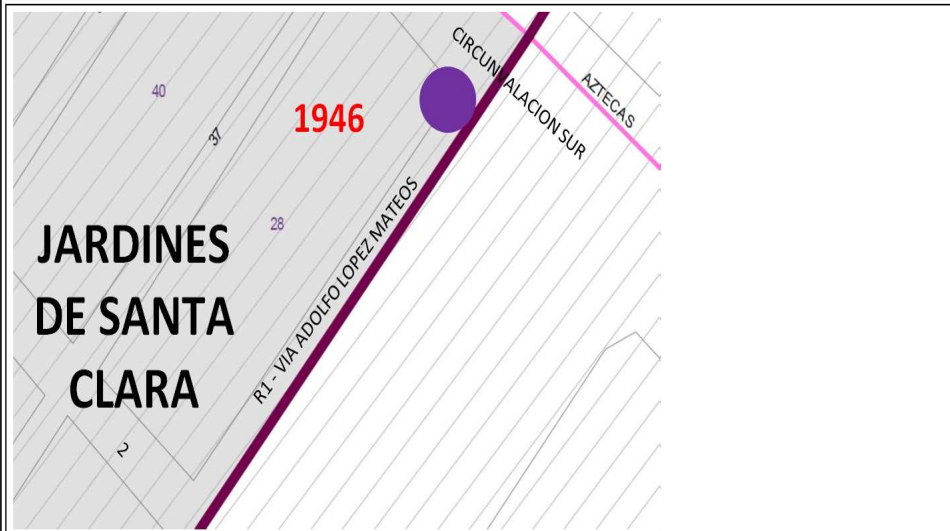 CIRCUNVALACION SUR
AZTECAS
40
1946
37
28
JARDINES
DE SANTA
CLARA
R1 - VIA ADOLFO LOPEZ MATEOS
2